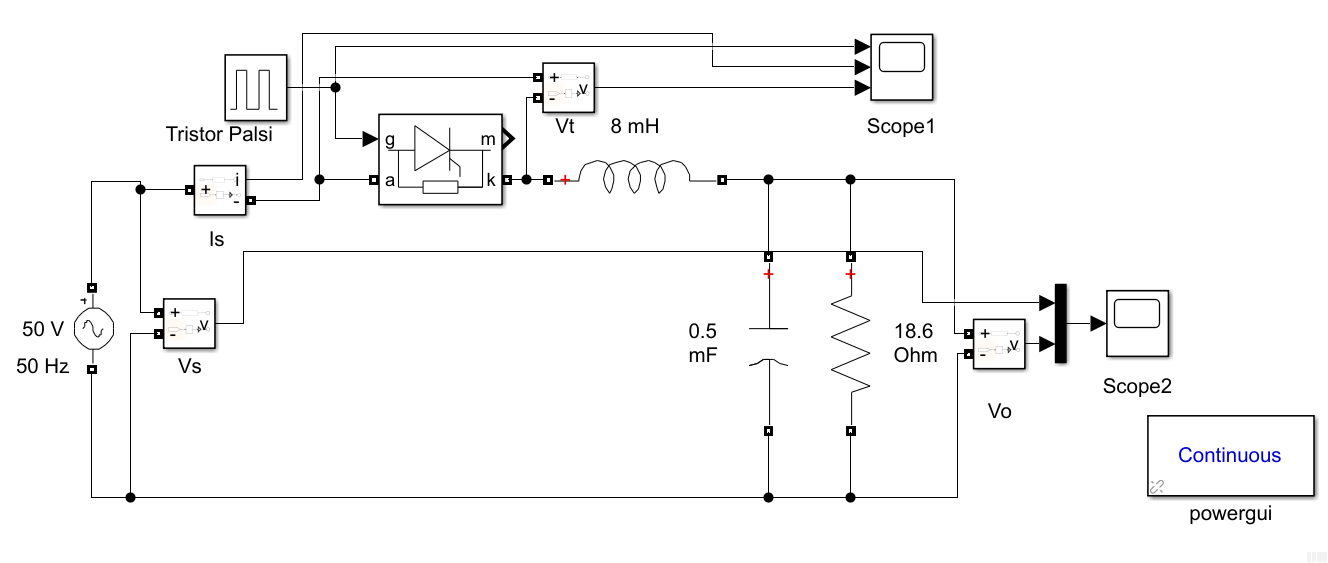 Tristor Palsi
g
m
a
k
+
-
v
Vt
8 mH
Scope1
+
i
-
Is
+
-
v
Vs
50 V
50 Hz
+
+
+
+
0.5
mF
18.6
Ohm
+
-
v
Vo
Scope2
Continuous
powergui